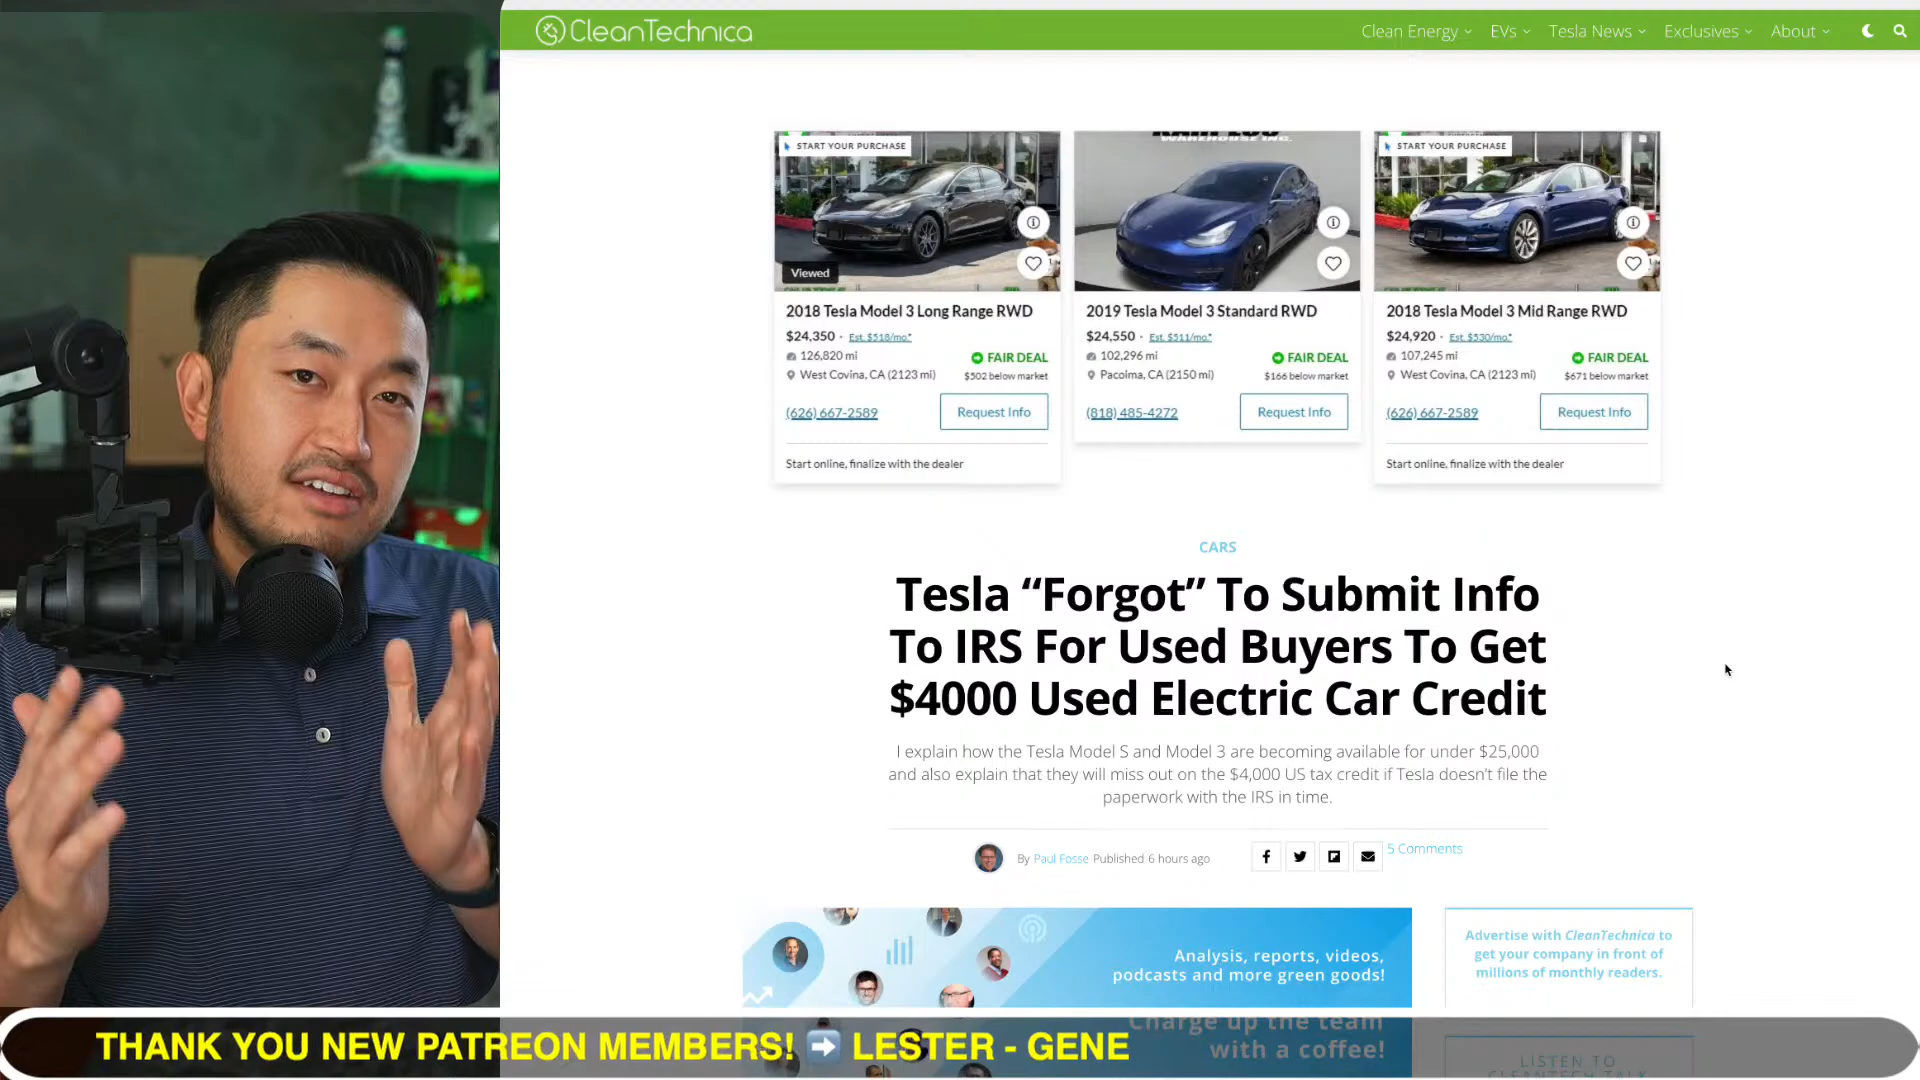 CleanTechnica
Clean Energy EVs Tesla News Exclusives About
START YOUR PURCHASE
Viewed
2018 Tesla Model 3 Long Range RWD
$24,350 · Est. $518/mo.*
126,820 mi
FAIR DEAL
West Covina, CA (2123 mi)
$502 below market
(626) 667-2589
Request Info
Start online, finalize with the dealer
WAREHOUSE INC.
2019 Tesla Model 3 Standard RWD
$24,550 · Est. $511/mo.*
102,296 mi
FAIR DEAL
Pacoima, CA (2150 mi)
$166 below market
(818) 485-4272
Request Info
START YOUR PURCHASE
2018 Tesla Model 3 Mid Range RWD
$24,920 · Est. $530/mo.*
107,245 mi
FAIR DEAL
West Covina, CA (2123 mi)
$671 below market
(626) 667-2589
Request Info
Start online, finalize with the dealer
CARS
Tesla “Forgot” To Submit Info
To IRS For Used Buyers To Get
$4000 Used Electric Car Credit
I explain how the Tesla Model S and Model 3 are becoming available for under $25,000
and also explain that they will miss out on the $4,000 US tax credit if Tesla doesn't file the
paperwork with the IRS in time.
By Paul Fosse Published 6 hours ago
5 Comments
Analysis, reports, videos,
podcasts and more green goods!
Charge up the team
with a coffee!
Advertise with CleanTechnica to
get your company in front of
millions of monthly readers.
LISTEN TO
CLEANTECH TALK
THANK YOU NEW PATREON MEMBERS! ➡ LESTER - GENE